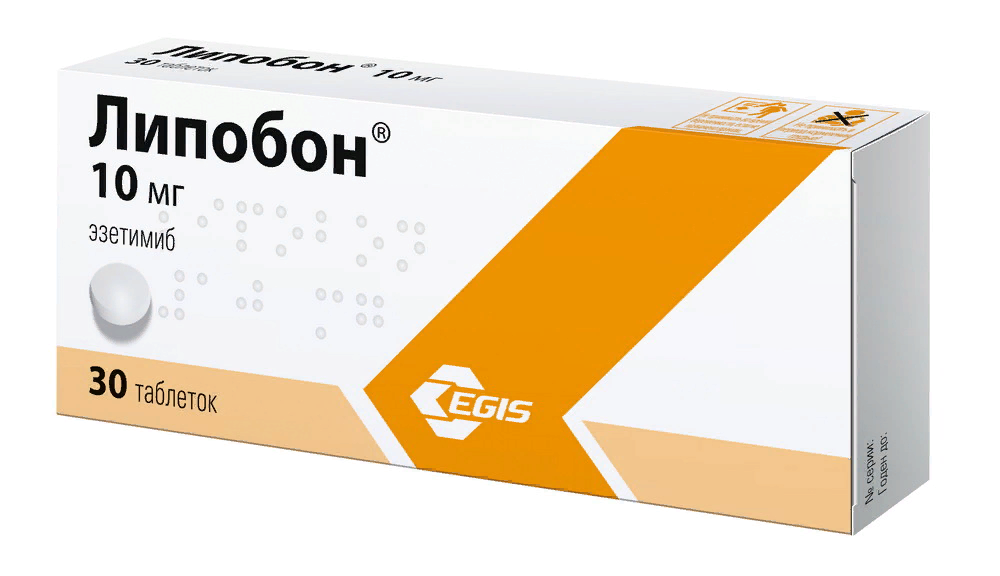 Липобон® 10 мг
30 таблеток
Липобон®
10 мг
эзетимиб
30 таблеток
EGIS
№ серии:
Годен до: